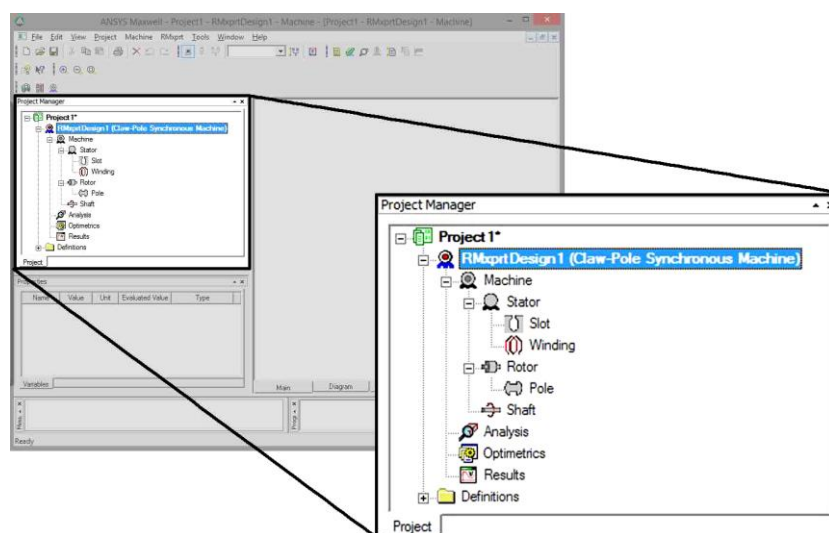 ANSYS Maxwell - Project1 - RMxprtDesign1 - Machine - [Project1 - RMxprtDesign1 - Machine]
File Edit View Project Machine RMxprt Tools Window Help
Project Manager
Project1*
RMxprtDesign1 (Claw-Pole Synchronous Machine)
Machine
Stator
Slot
Winding
Rotor
Pole
Shaft
Analysis
Optimetrics
Results
Definitions
Project
Properties
Name Value Unit Evaluated Value Type
Variables
Main Diagram
Ready
Project Manager
Project1*
RMxprtDesign1 (Claw-Pole Synchronous Machine)
Machine
Stator
Slot
Winding
Rotor
Pole
Shaft
Analysis
Optimetrics
Results
Definitions
Project